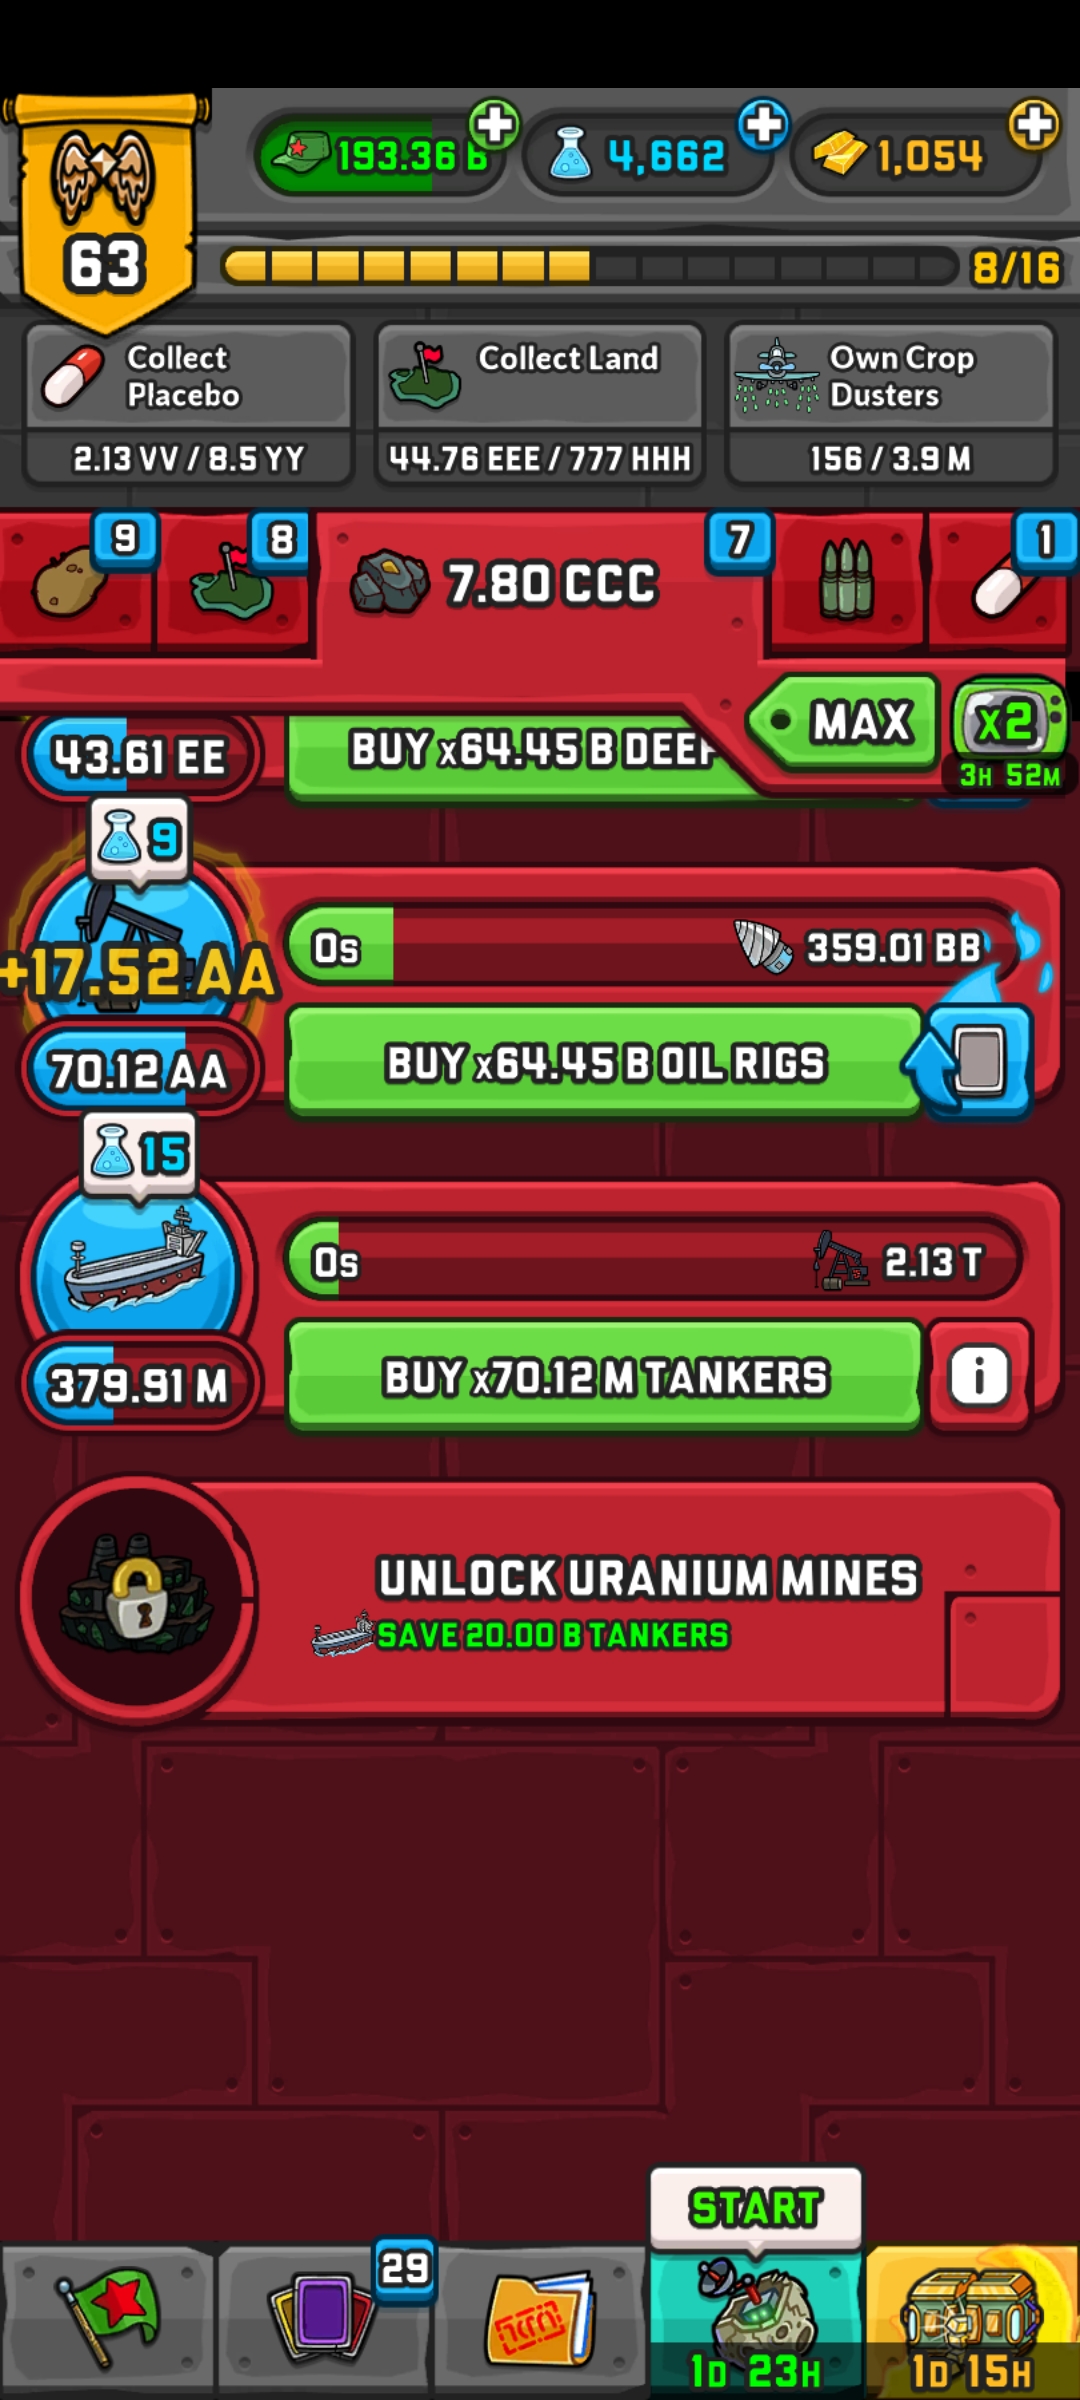 193.36 B
4,662
1,054
63
8/16
Collect
Placebo
2.13 VV / 8.5 YY
Collect Land
44.76 EEE / 777 HHH
Own Crop
Dusters
156 / 3.9 M
9
8
7.80 CCC
7
1
MAX
x2
3H 52M
43.61 EE
BUY x64.45 B DEEP
9
+17.52 AA
0s
359.01 BB
70.12 AA
BUY x64.45 B OIL RIGS
15
0s
2.13 T
379.91 M
BUY x70.12 M TANKERS
i
UNLOCK URANIUM MINES
SAVE 20.00 B TANKERS
START
29
1D 23H
1D 15H